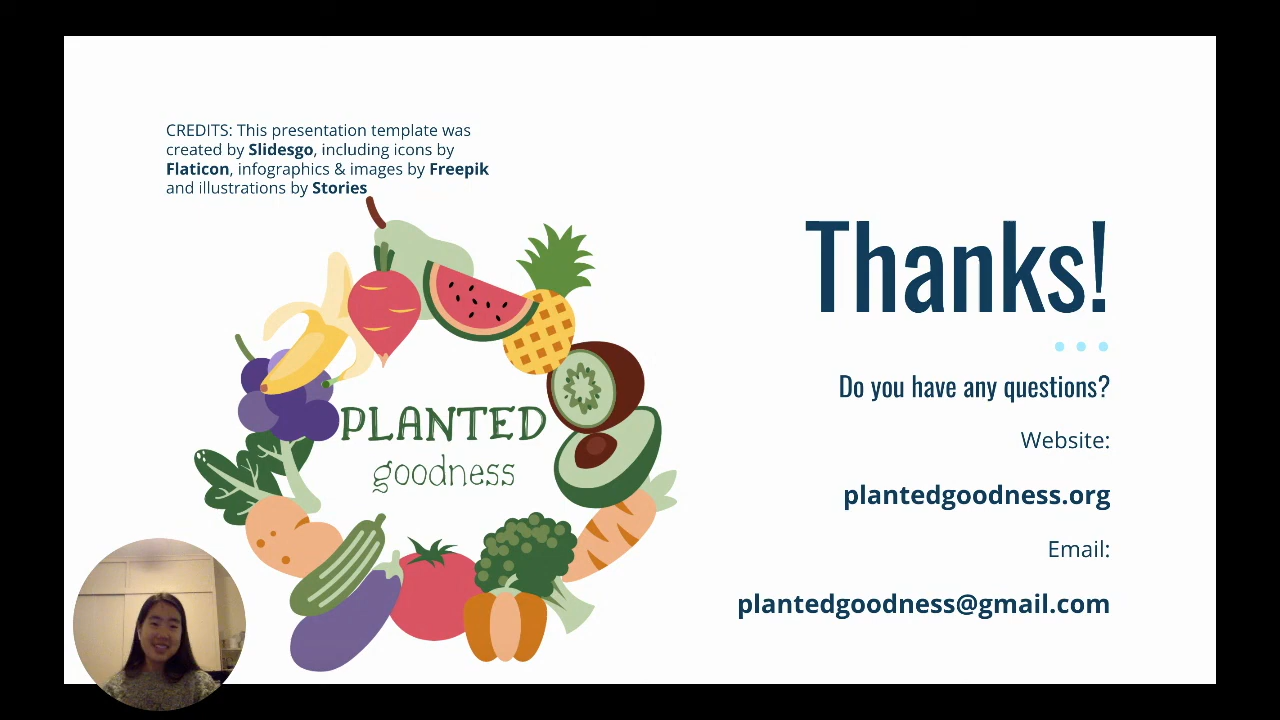 CREDITS: This presentation template was
created by Slidesgo, including icons by
Flaticon, infographics & images by Freepik
and illustrations by Stories
PLANTED
goodness
Thanks!
Do you have any questions?
Website:
plantedgoodness.org
Email:
plantedgoodness@gmail.com